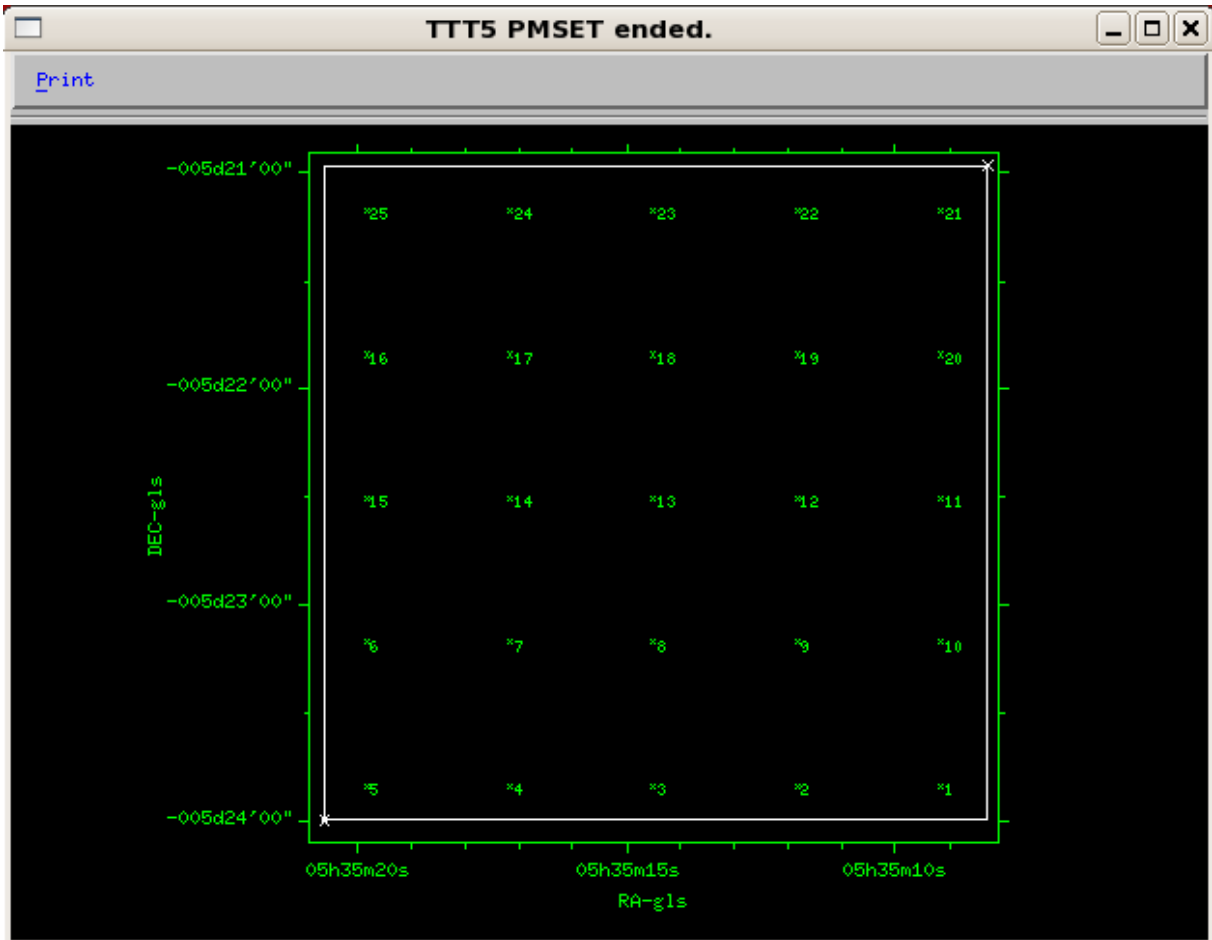 TTT5 PMSET ended.
Print
-005d21'00"
×25 ×24 ×23 ×22 ×21
×16 ×17 ×18 ×19 ×20
-005d22'00"
DEC-gls
×15 ×14 ×13 ×12 ×11
-005d23'00"
×6 ×7 ×8 ×9 ×10
×5 ×4 ×3 ×2 ×1
-005d24'00"
05h35m20s 05h35m15s 05h35m10s
RA-gls